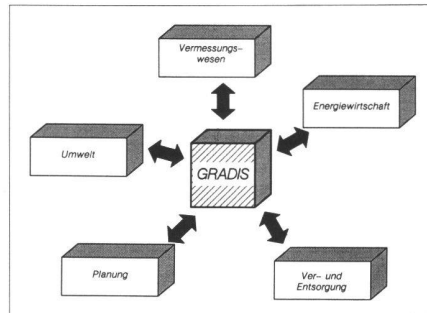 Vermessungs-
wesen
Energiewirtschaft
Umwelt
GRADIS
Planung
Ver- und
Entsorgung